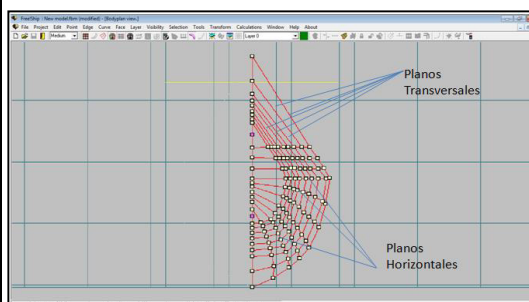 FreeShip - New model.fbm (modified) - [Bodyplan view.]
File Project Edit Point Edge Curve Face Layer Visibility Selection Tools Transform Calculations Window Help About
Medium
Layer 0
Planos
Transversales
Planos
Horizontales